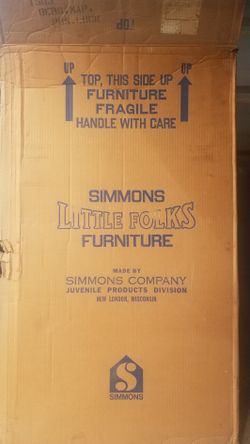 UP
UP
TOP, THIS SIDE UP
FURNITURE
FRAGILE
HANDLE WITH CARE
SIMMONS
LITTLE FOLKS
FURNITURE
MADE BY
SIMMONS COMPANY
JUVENILE PRODUCTS DIVISION
NEW LONDON, WISCONSIN
S
SIMMONS